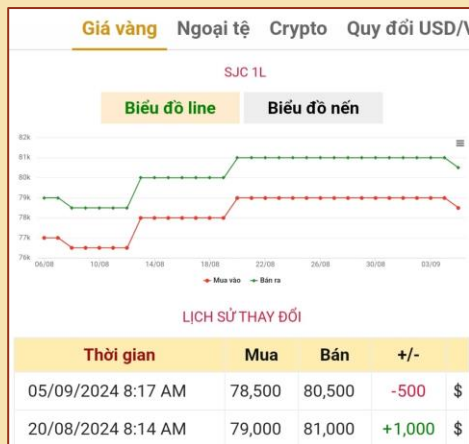 Giá vàng Ngoại tệ Crypto Quy đổi USD/V
SJC 1L
Biểu đồ line Biểu đồ nến
82k
81k
80k
79k
78k
77k
76k
06/08 10/08 14/08 18/08 22/08 26/08 30/08 03/09
Mua vào Bán ra
LỊCH SỬ THAY ĐỔI
Thời gian Mua Bán +/-
05/09/2024 8:17 AM 78,500 80,500 -500 $
20/08/2024 8:14 AM 79,000 81,000 +1,000 $